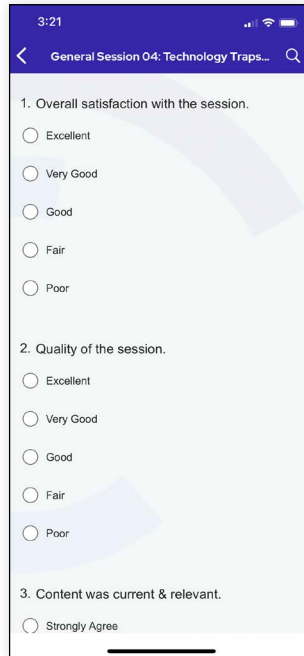 3:21
General Session 04: Technology Traps...
1. Overall satisfaction with the session.
Excellent
Very Good
Good
Fair
Poor
2. Quality of the session.
Excellent
Very Good
Good
Fair
Poor
3. Content was current & relevant.
Strongly Agree